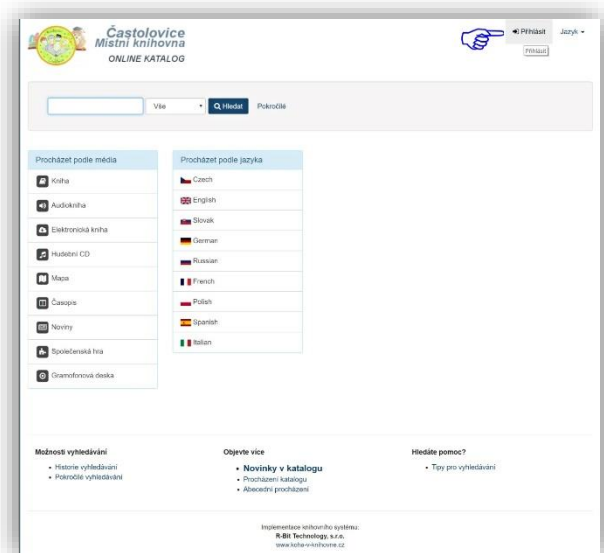 Častolovice
Místní knihovna
ONLINE KATALOG
Přihlásit
Jazyk
Přihlásit
Vše
Hledat
Pokročilé
Procházet podle média
Kniha
Audiokniha
Elektronická kniha
Hudební CD
Mapa
Časopis
Noviny
Společenská hra
Gramofonova deska
Procházet podle jazyka
Czech
English
Slovak
German
Russian
French
Polish
Spanish
Italian
Možnosti vyhledávání
Historie vyhledávání
Pokročilé vyhledávání
Objevte více
Novinky v katalogu
Procházení katalogu
Abecední procházení
Hledáte pomoc?
Tipy pro vyhledávání
Implementace knihovního systému:
R-Bit Technology, s.r.o.
www.koha-v-knihovne.cz